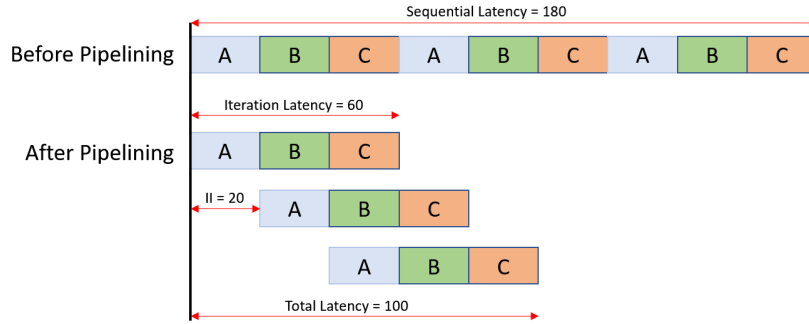 Sequential Latency = 180
Before Pipelining A B C A B C A B C
Iteration Latency = 60
After Pipelining A B C
II = 20 A B C
A B C
Total Latency = 100